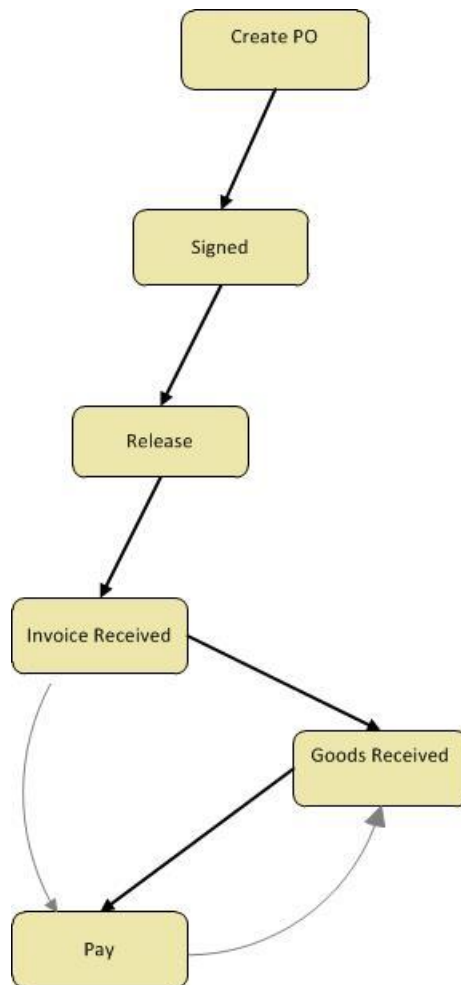 Create PO
Signed
Release
Invoice Received
Goods Received
Pay